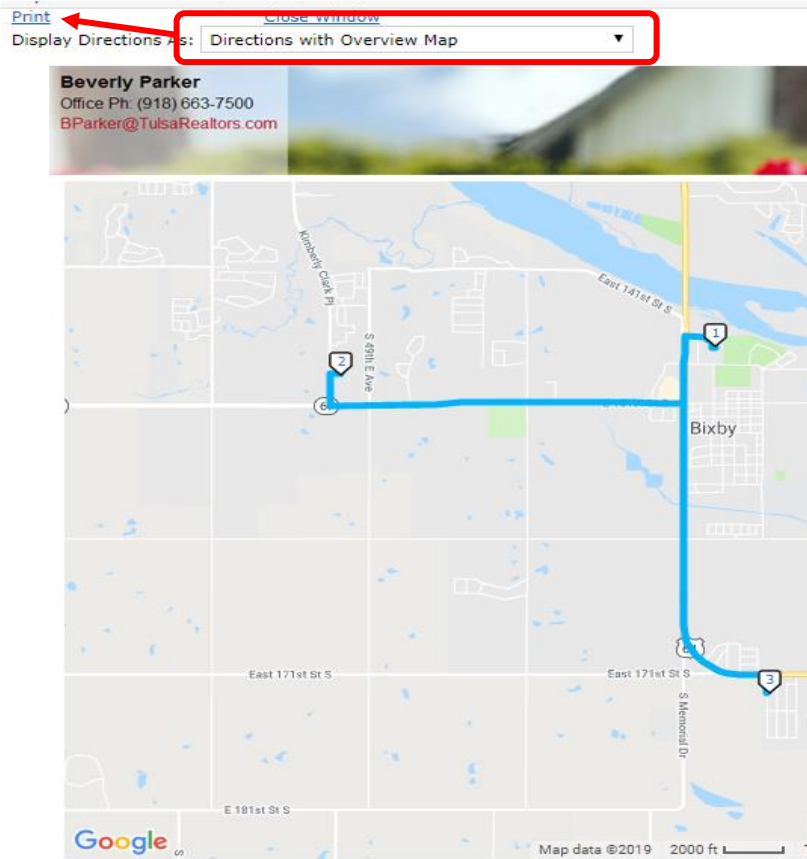 Print Close Window
Display Directions As: Directions with Overview Map
Beverly Parker
Office Ph: (918) 663-7500
BParker@TulsaRealtors.com
Kimberly Clark Pl
East 141st St S
1
S 49th E Ave
2
Bixby
East 171st St S
East 171st St S
3
S Memorial Dr
E 181st St S
Google
Map data ©2019 2000 ft